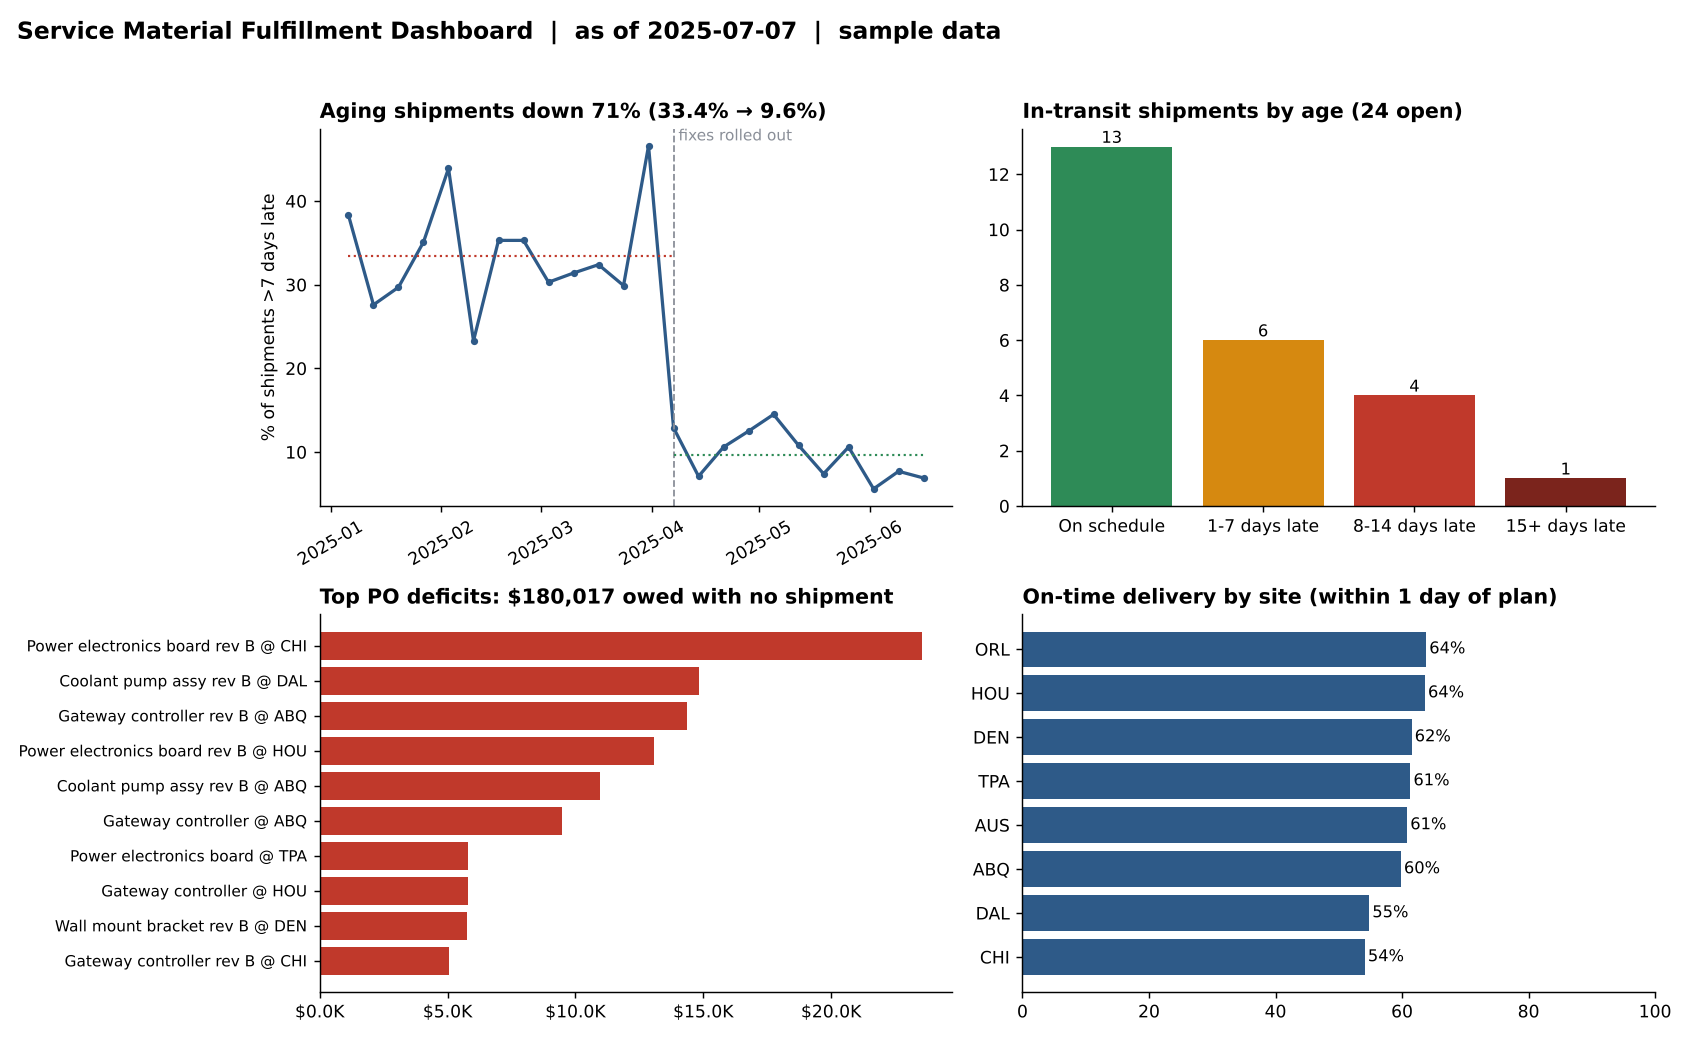 Service Material Fulfillment Dashboard | as of 2025-07-07 | sample data
Aging shipments down 71% (33.4% → 9.6%)
fixes rolled out
% of shipments >7 days late
40
30
20
10
2025-01
2025-02
2025-03
2025-04
2025-05
2025-06
In-transit shipments by age (24 open)
13
6
4
1
12
10
8
6
4
2
0
On schedule
1-7 days late
8-14 days late
15+ days late
Top PO deficits: $180,017 owed with no shipment
Power electronics board rev B @ CHI
Coolant pump assy rev B @ DAL
Gateway controller rev B @ ABQ
Power electronics board rev B @ HOU
Coolant pump assy rev B @ ABQ
Gateway controller @ ABQ
Power electronics board @ TPA
Gateway controller @ HOU
Wall mount bracket rev B @ DEN
Gateway controller rev B @ CHI
$0.0K
$5.0K
$10.0K
$15.0K
$20.0K
On-time delivery by site (within 1 day of plan)
ORL 64%
HOU 64%
DEN 62%
TPA 61%
AUS 61%
ABQ 60%
DAL 55%
CHI 54%
0
20
40
60
80
100